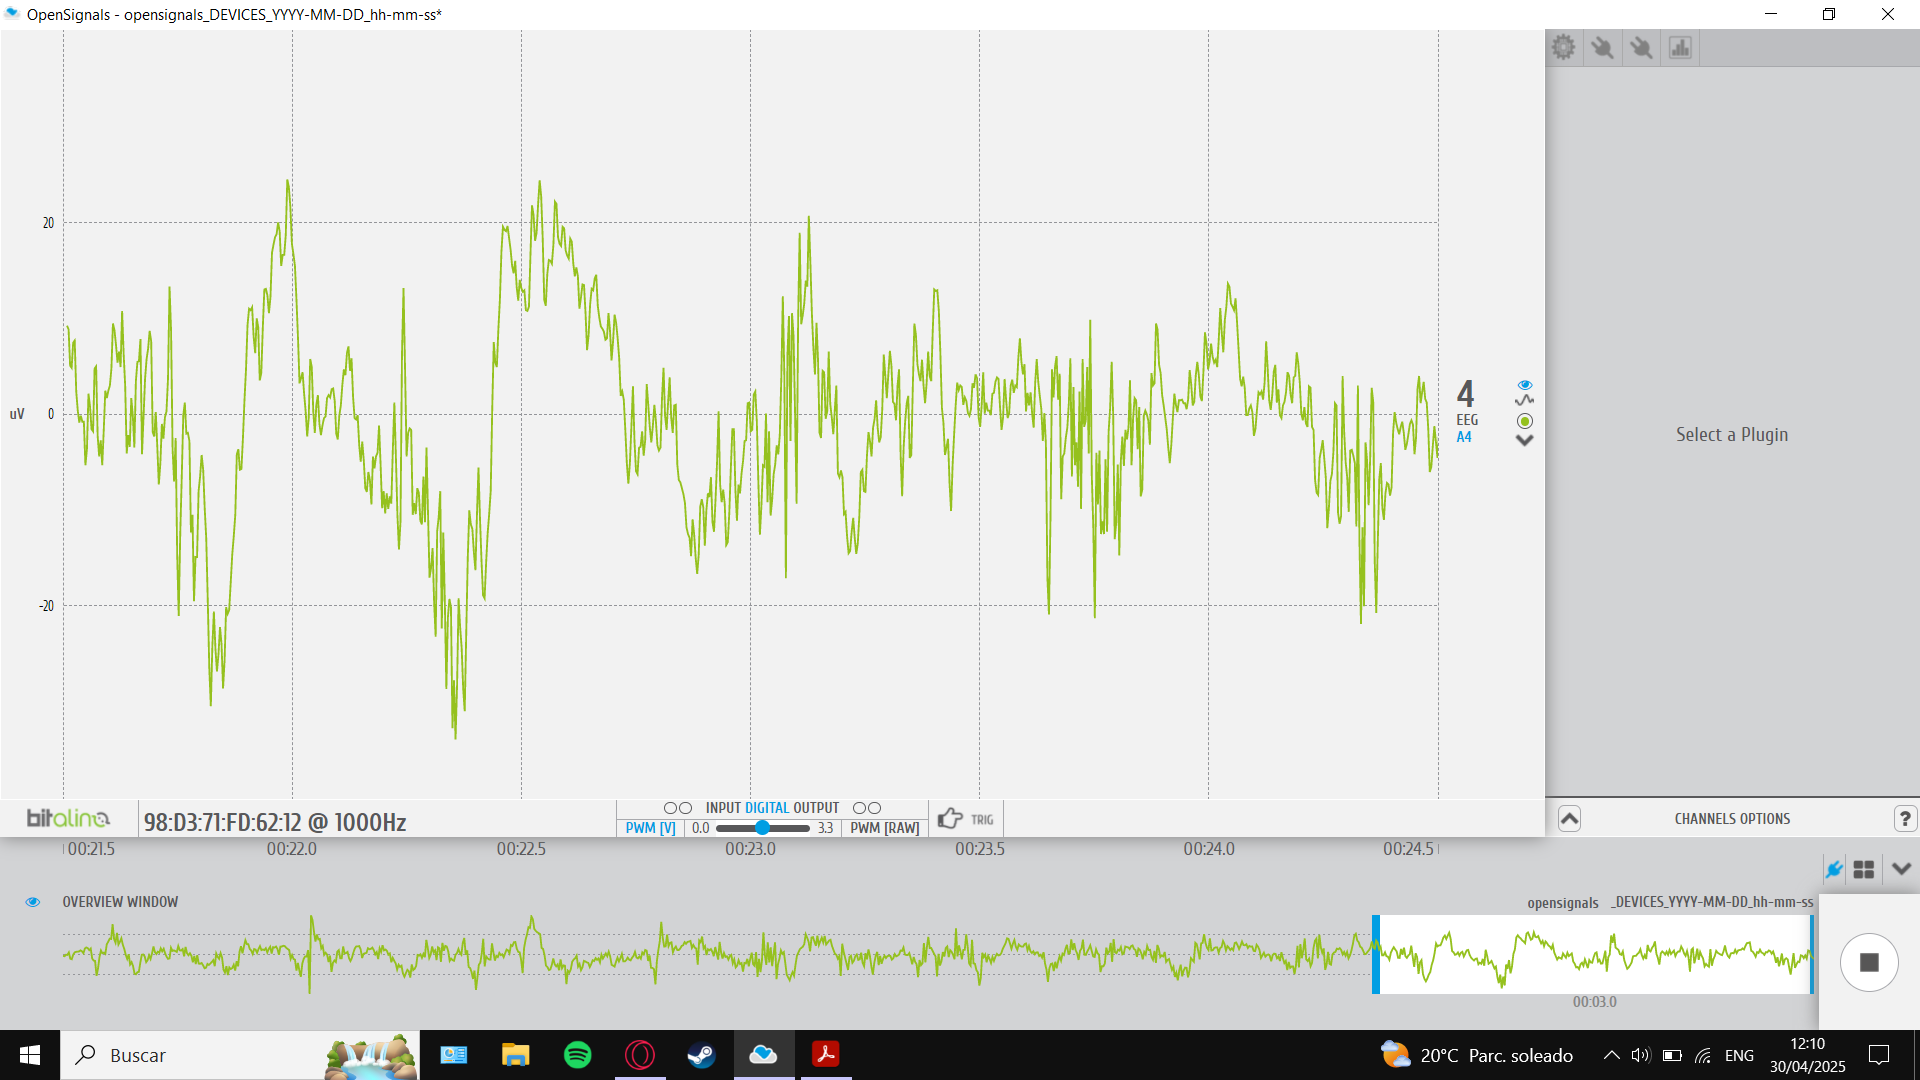 OpenSignals - opensignals_DEVICES_YYYY-MM-DD_hh-mm-ss*
20
uV 0
-20
4
EEG
A4
Select a Plugin
bitalino
98:D3:71:FD:62:12 @ 1000Hz
INPUT DIGITAL OUTPUT
PWM [V] 0.0 3.3 PWM [RAW]
TRIG
CHANNELS OPTIONS
?
00:21.5 00:22.0 00:22.5 00:23.0 00:23.5 00:24.0 00:24.5
OVERVIEW WINDOW
opensignals _DEVICES_YYYY-MM-DD_hh-mm-ss
00:03.0
Buscar
20°C Parc. soleado
ENG
12:10
30/04/2025